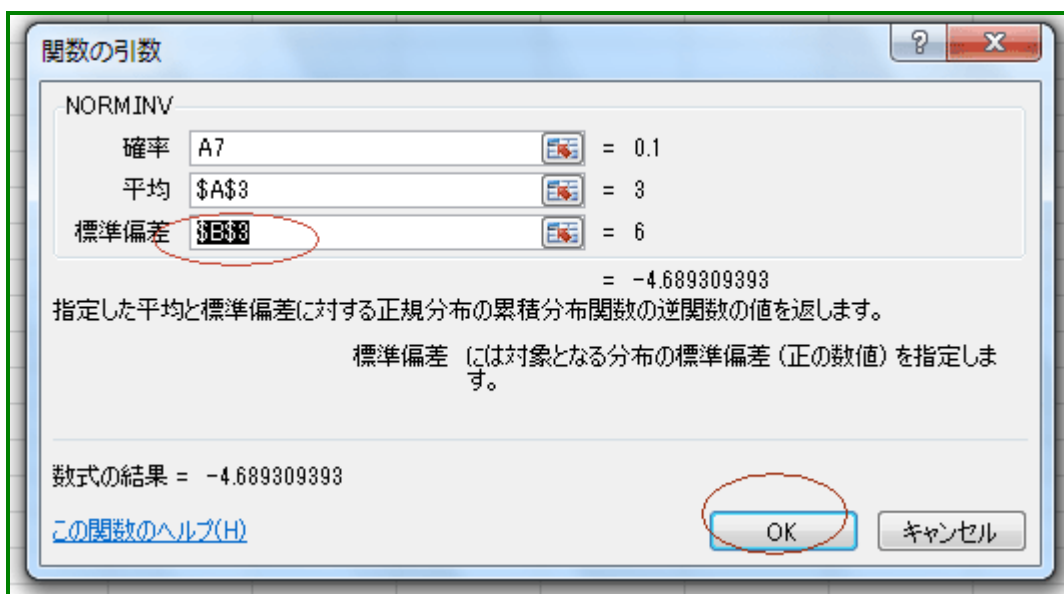 関数の引数
?
X
NORMINV
確率 A7 = 0.1
平均 $A$3 = 3
標準偏差 $B$3 = 6
= -4.689309393
指定した平均と標準偏差に対する正規分布の累積分布関数の逆関数の値を返します。
標準偏差 には対象となる分布の標準偏差（正の数値）を指定しま
す。
数式の結果 = -4.689309393
この関数のヘルプ(H)
OK
キャンセル